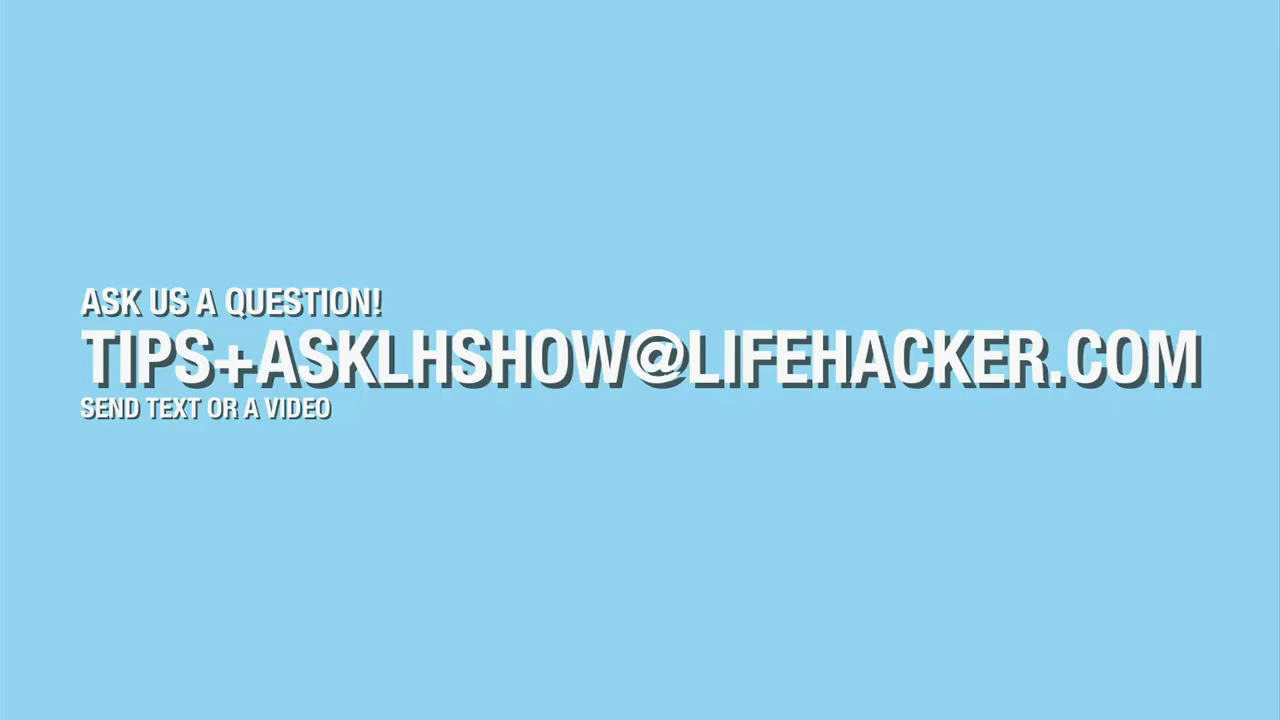 ASK US A QUESTION!
TIPS+ASKLHSHOW@LIFEHACKER.COM
SEND TEXT OR A VIDEO